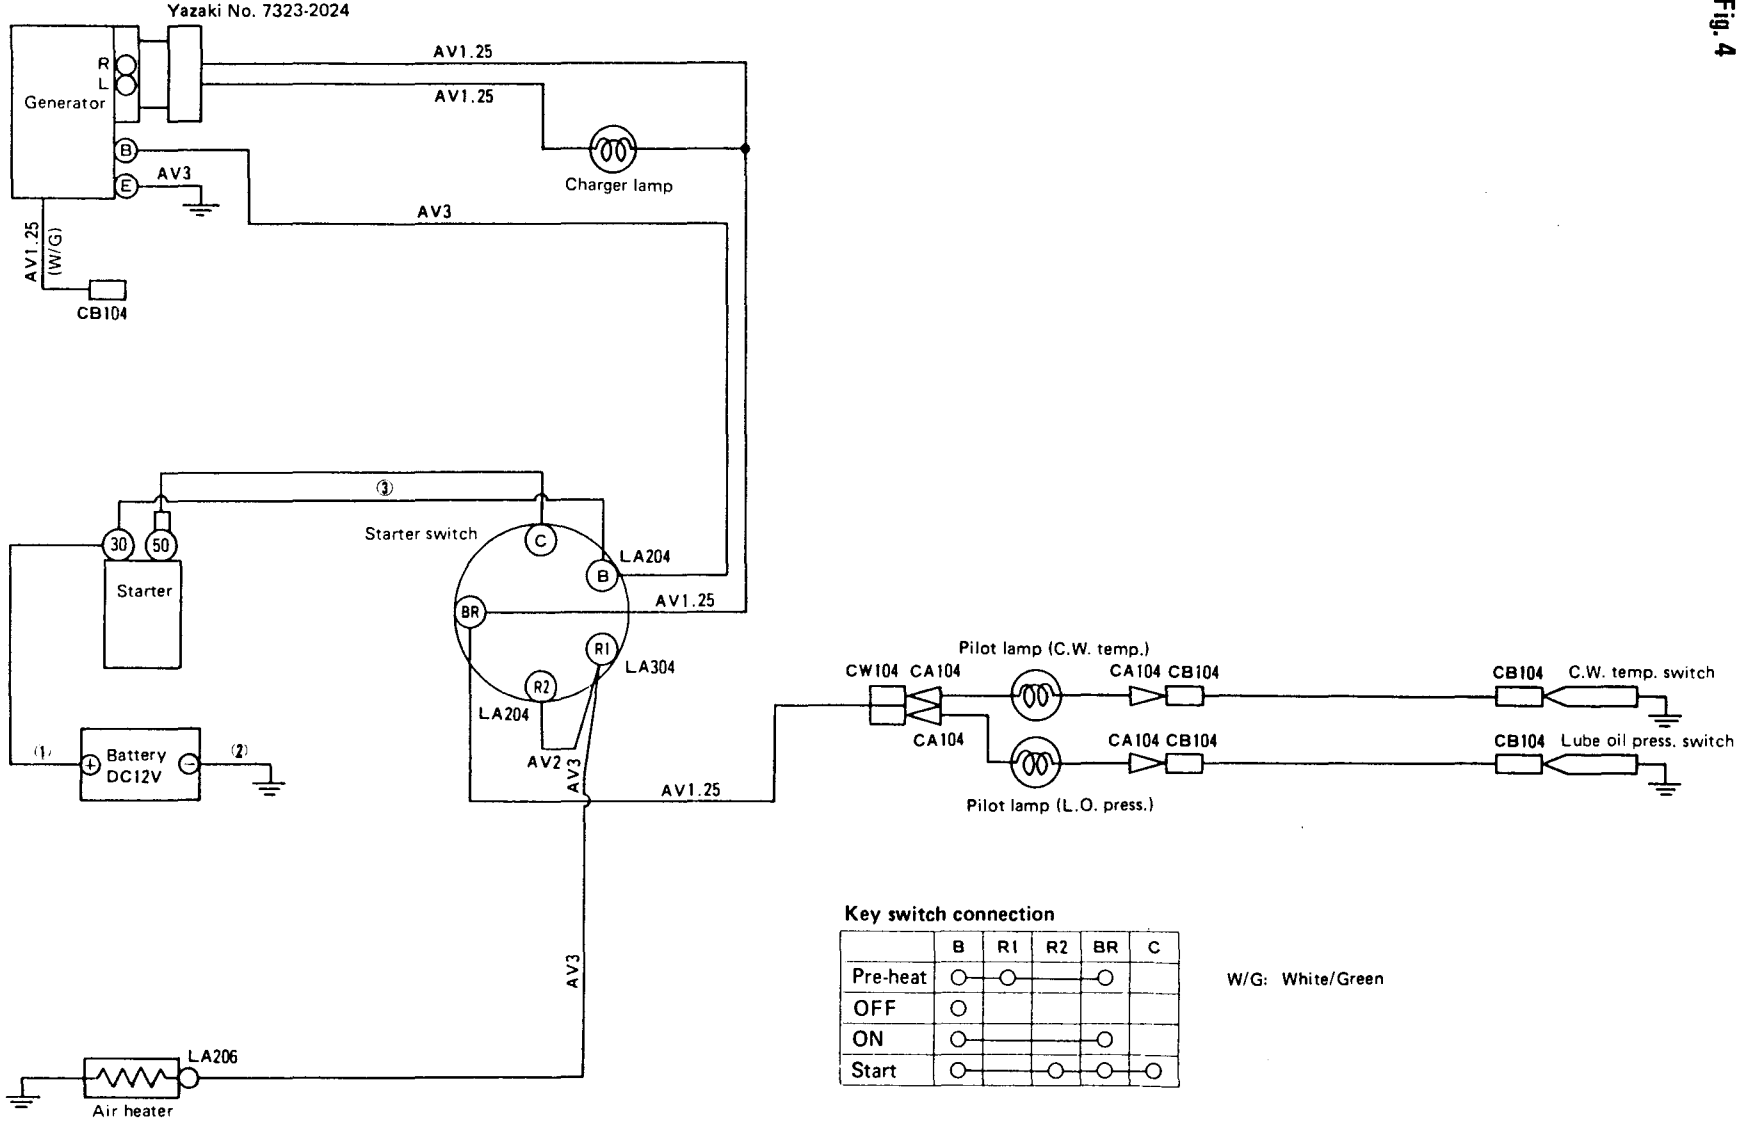 Yazaki No. 7323-2024
Fig. 4
AV1.25
R
L
Generator
AV1.25
B
AV3
E
Charger lamp
AV3
AV1.25
(W/G)
CB104
3
Starter switch
30
50
C
LA204
B
Starter
AV1.25
BR
R1
LA304
R2
LA204
Pilot lamp (C.W. temp.)
CW104 CA104
CA104 CB104
CB104
C.W. temp. switch
CA104
CA104 CB104
CB104
Lube oil press. switch
(1)
Battery
DC12V
+
−
(2)
AV2
AV3
AV1.25
Pilot lamp (L.O. press.)
AV3
LA206
Air heater
Key switch connection
B R1 R2 BR C
Pre-heat
OFF
ON
Start
W/G: White/Green